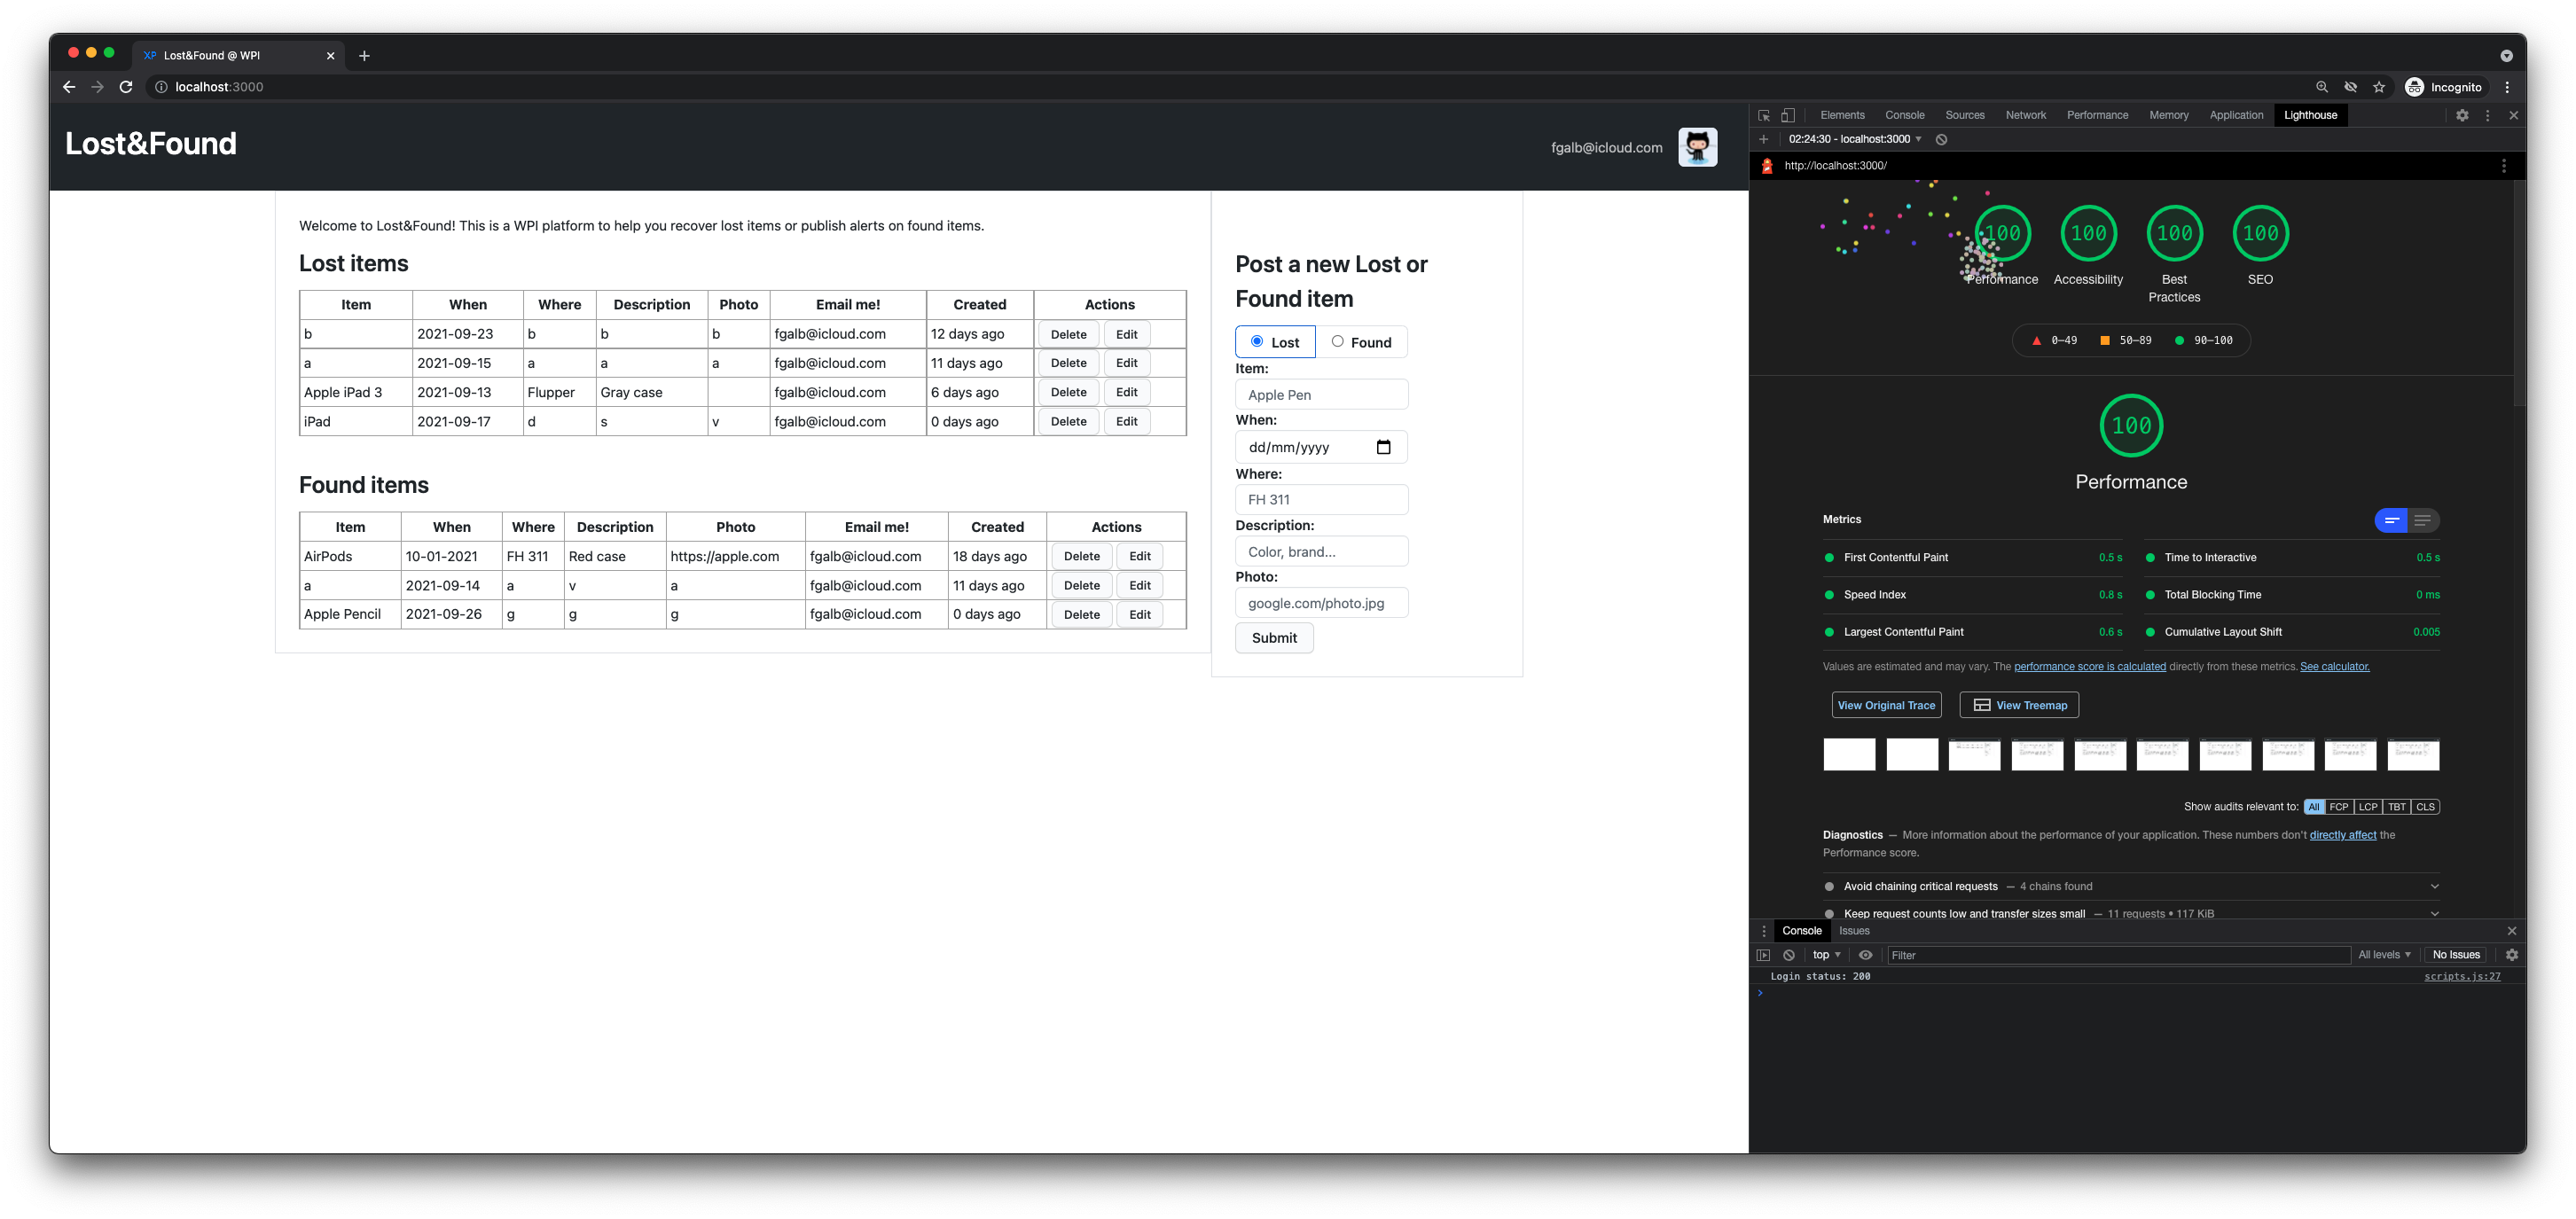 XP Lost&Found @ WPI
localhost:3000
Incognito
Lost&Found
fgalb@icloud.com
Welcome to Lost&Found! This is a WPI platform to help you recover lost items or publish alerts on found items.
Lost items
Item When Where Description Photo Email me! Created Actions
b 2021-09-23 b b b fgalb@icloud.com 12 days ago Delete Edit
a 2021-09-15 a a a fgalb@icloud.com 11 days ago Delete Edit
Apple iPad 3 2021-09-13 Flupper Gray case fgalb@icloud.com 6 days ago Delete Edit
iPad 2021-09-17 d s v fgalb@icloud.com 0 days ago Delete Edit
Found items
Item When Where Description Photo Email me! Created Actions
AirPods 10-01-2021 FH 311 Red case https://apple.com fgalb@icloud.com 18 days ago Delete Edit
a 2021-09-14 a v a fgalb@icloud.com 11 days ago Delete Edit
Apple Pencil 2021-09-26 g g g fgalb@icloud.com 0 days ago Delete Edit
Post a new Lost or
Found item
Lost Found
Item:
Apple Pen
When:
dd/mm/yyyy
Where:
FH 311
Description:
Color, brand...
Photo:
google.com/photo.jpg
Submit
Elements Console Sources Network Performance Memory Application Lighthouse
02:24:30 - localhost:3000
http://localhost:3000/
100 100 100 100
Performance Accessibility Best SEO
Practices
0–49 50–89 90–100
100
Performance
Metrics
First Contentful Paint 0.5 s Time to Interactive 0.5 s
Speed Index 0.8 s Total Blocking Time 0 ms
Largest Contentful Paint 0.6 s Cumulative Layout Shift 0.005
Values are estimated and may vary. The performance score is calculated directly from these metrics. See calculator.
View Original Trace View Treemap
Show audits relevant to: All FCP LCP TBT CLS
Diagnostics — More information about the performance of your application. These numbers don't directly affect the
Performance score.
Avoid chaining critical requests — 4 chains found
Keep request counts low and transfer sizes small — 11 requests • 117 KiB
Console Issues
top Filter All levels No Issues
Login status: 200 scripts.js:27